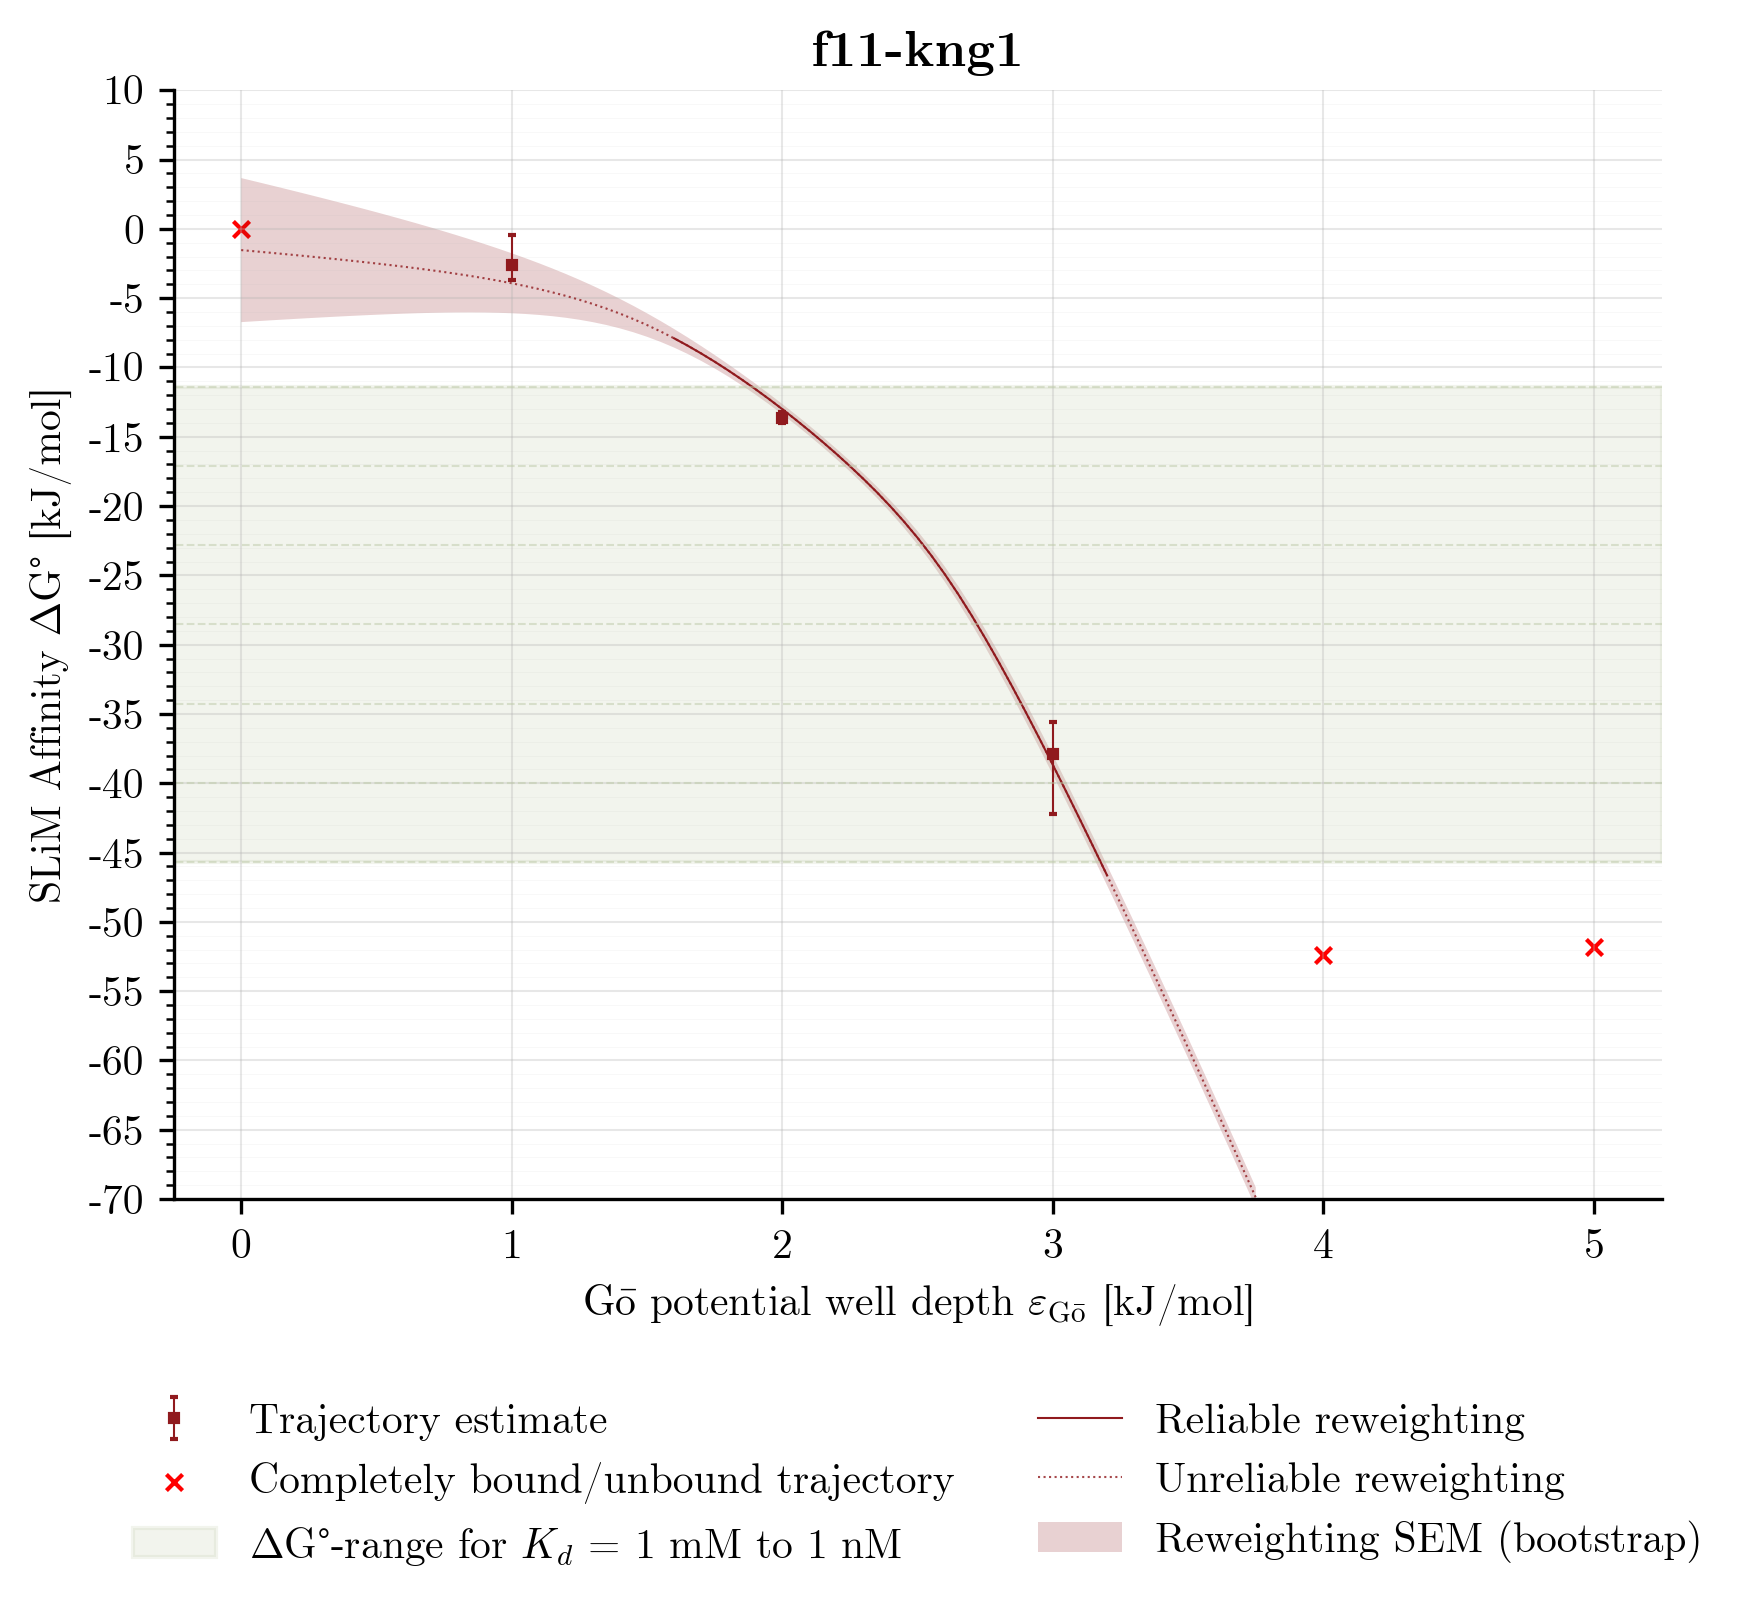 f11-kng1
10
5
0
-5
-10
-15
-20
-25
-30
-35
-40
-45
-50
-55
-60
-65
-70
SLiM Affinity ΔG° [kJ/mol]
0 1 2 3 4 5
Gō potential well depth ε_Gō [kJ/mol]
Trajectory estimate
Completely bound/unbound trajectory
ΔG°-range for K_d = 1 mM to 1 nM
Reliable reweighting
Unreliable reweighting
Reweighting SEM (bootstrap)